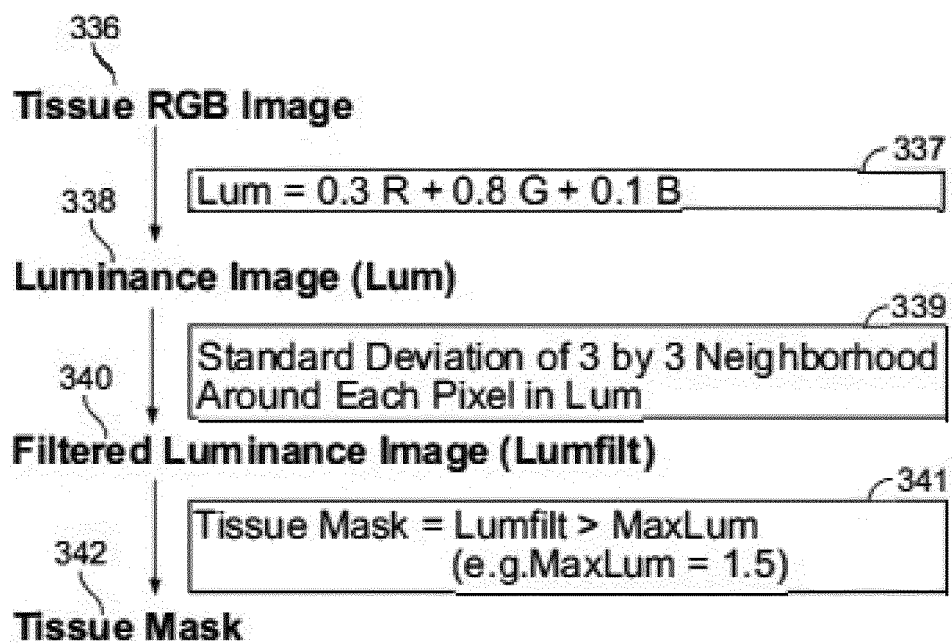 336
Tissue RGB Image
337
Lum = 0.3 R + 0.8 G + 0.1 B
338
Luminance Image (Lum)
339
Standard Deviation of 3 by 3 Neighborhood
Around Each Pixel in Lum
340
Filtered Luminance Image (Lumfilt)
341
Tissue Mask = Lumfilt > MaxLum
(e.g.MaxLum = 1.5)
342
Tissue Mask